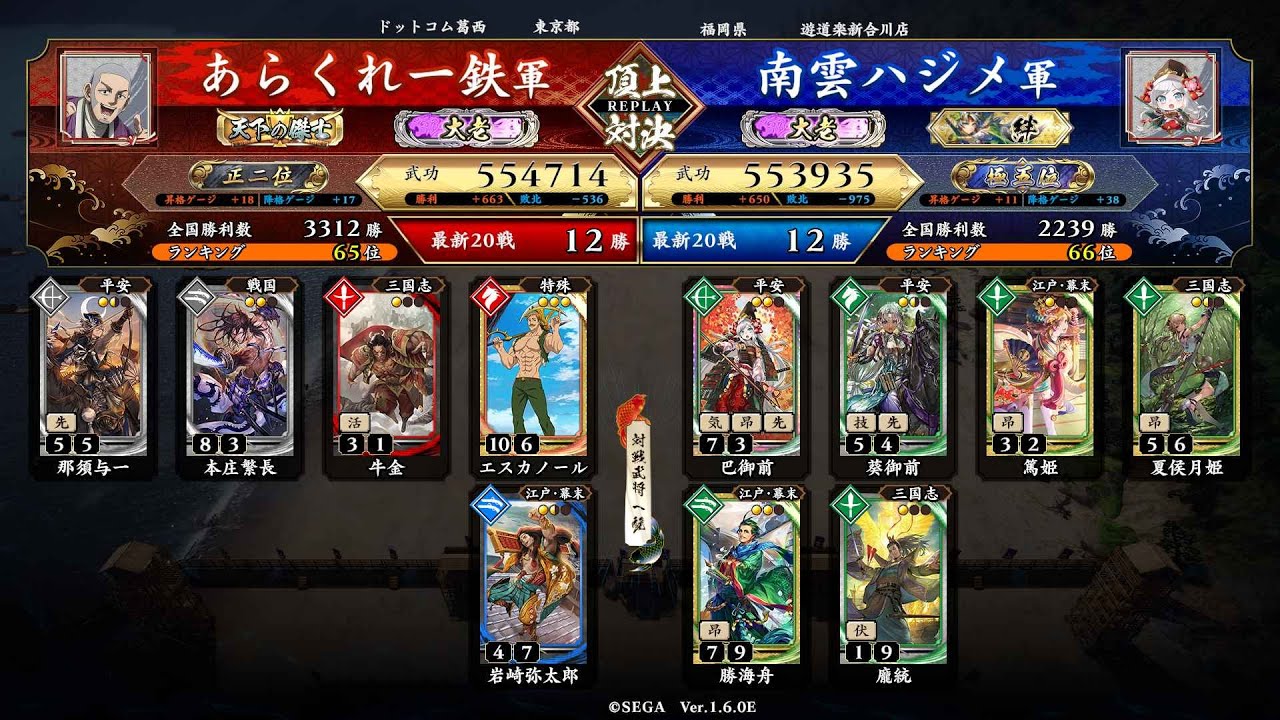 ドットコム葛西 東京都
福岡県 遊道楽新合川店
あらくれ一鉄軍
頂上
REPLAY
対決
南雲ハジメ軍
天下の傑士
大老
大老
絆
正二位
昇格ゲージ +18 降格ゲージ +17
武功 554714
勝利 +663 敗北 -536
武功 553935
勝利 +650 敗北 -975
極五位
昇格ゲージ +11 降格ゲージ +38
全国勝利数 3312勝
ランキング 65位
最新20戦 12勝
最新20戦 12勝
全国勝利数 2239勝
ランキング 66位
平安
先
5 5
那須与一
戦国
8 3
本庄繁長
三国志
活
3 1
牛金
特殊
10 6
エスカノール
江戸・幕末
4 7
岩崎弥太郎
対戦武将一覧
平安
気 昂 先
7 3
巴御前
平安
技 先
5 4
葵御前
江戸・幕末
昂
3 2
篤姫
三国志
昂
5 6
夏侯月姫
江戸・幕末
昂
7 9
勝海舟
三国志
伏
1 9
龐統
©SEGA Ver.1.6.0E